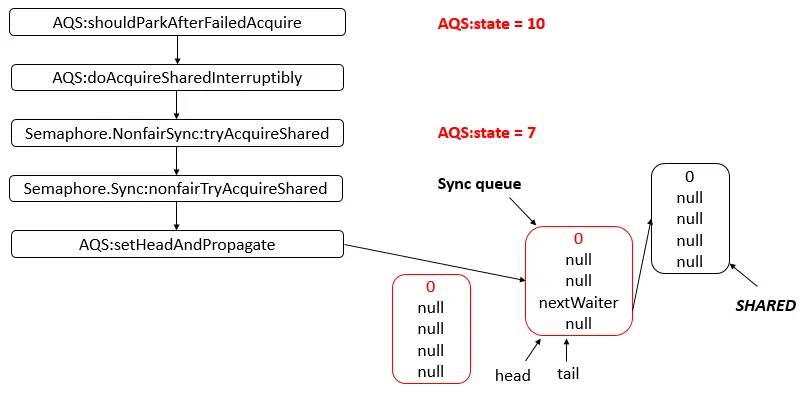 AQS:shouldParkAfterFailedAcquire
AQS:state = 10
AQS:doAcquireSharedInterruptibly
Semaphore.NonfairSync:tryAcquireShared
AQS:state = 7
Semaphore.Sync:nonfairTryAcquireShared
AQS:setHeadAndPropagate
Sync queue
0
null
null
nextWaiter
null
0
null
null
null
null
SHARED
0
null
null
null
null
head
tail